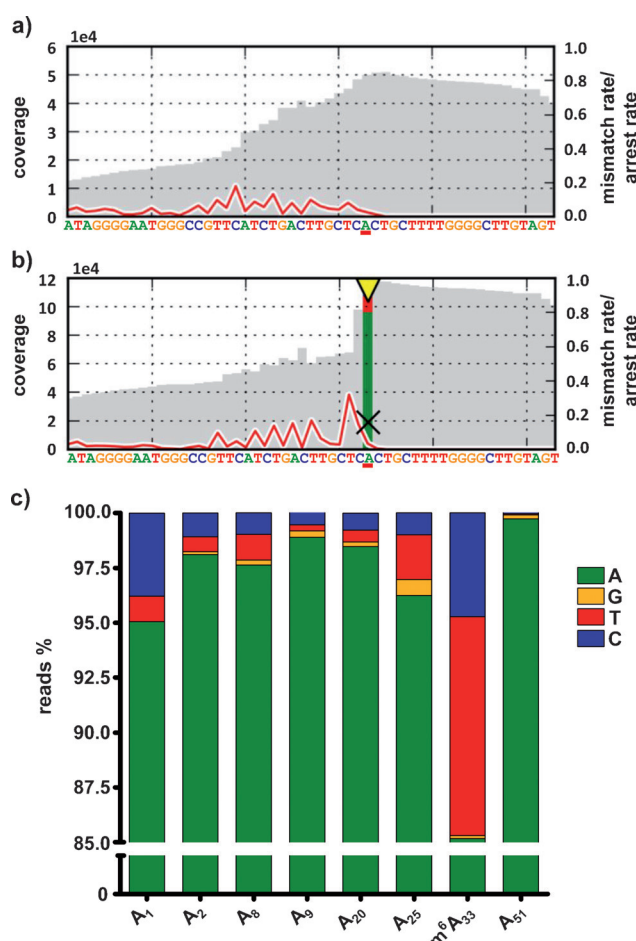 a)
1e4
coverage
6
5
4
3
2
1
0
1.0
0.8
0.6
0.4
0.2
0.0
mismatch rate/
arrest rate
ATAGGGGAATGGGCCGTTCATCTGACTTGCTCACTGCTTTTGGGGCTTGTAGT
b)
1e4
coverage
12
10
8
6
4
2
0
1.0
0.8
0.6
0.4
0.2
0.0
mismatch rate/
arrest rate
ATAGGGGAATGGGCCGTTCATCTGACTTGCTCACTGCTTTTGGGGCTTGTAGT
c)
reads %
100.0
97.5
95.0
92.5
90.0
87.5
85.0
0
A
G
T
C
A₁ A₂ A₈ A₉ A₂₀ A₂₅ m⁶A₃₃ A₅₁